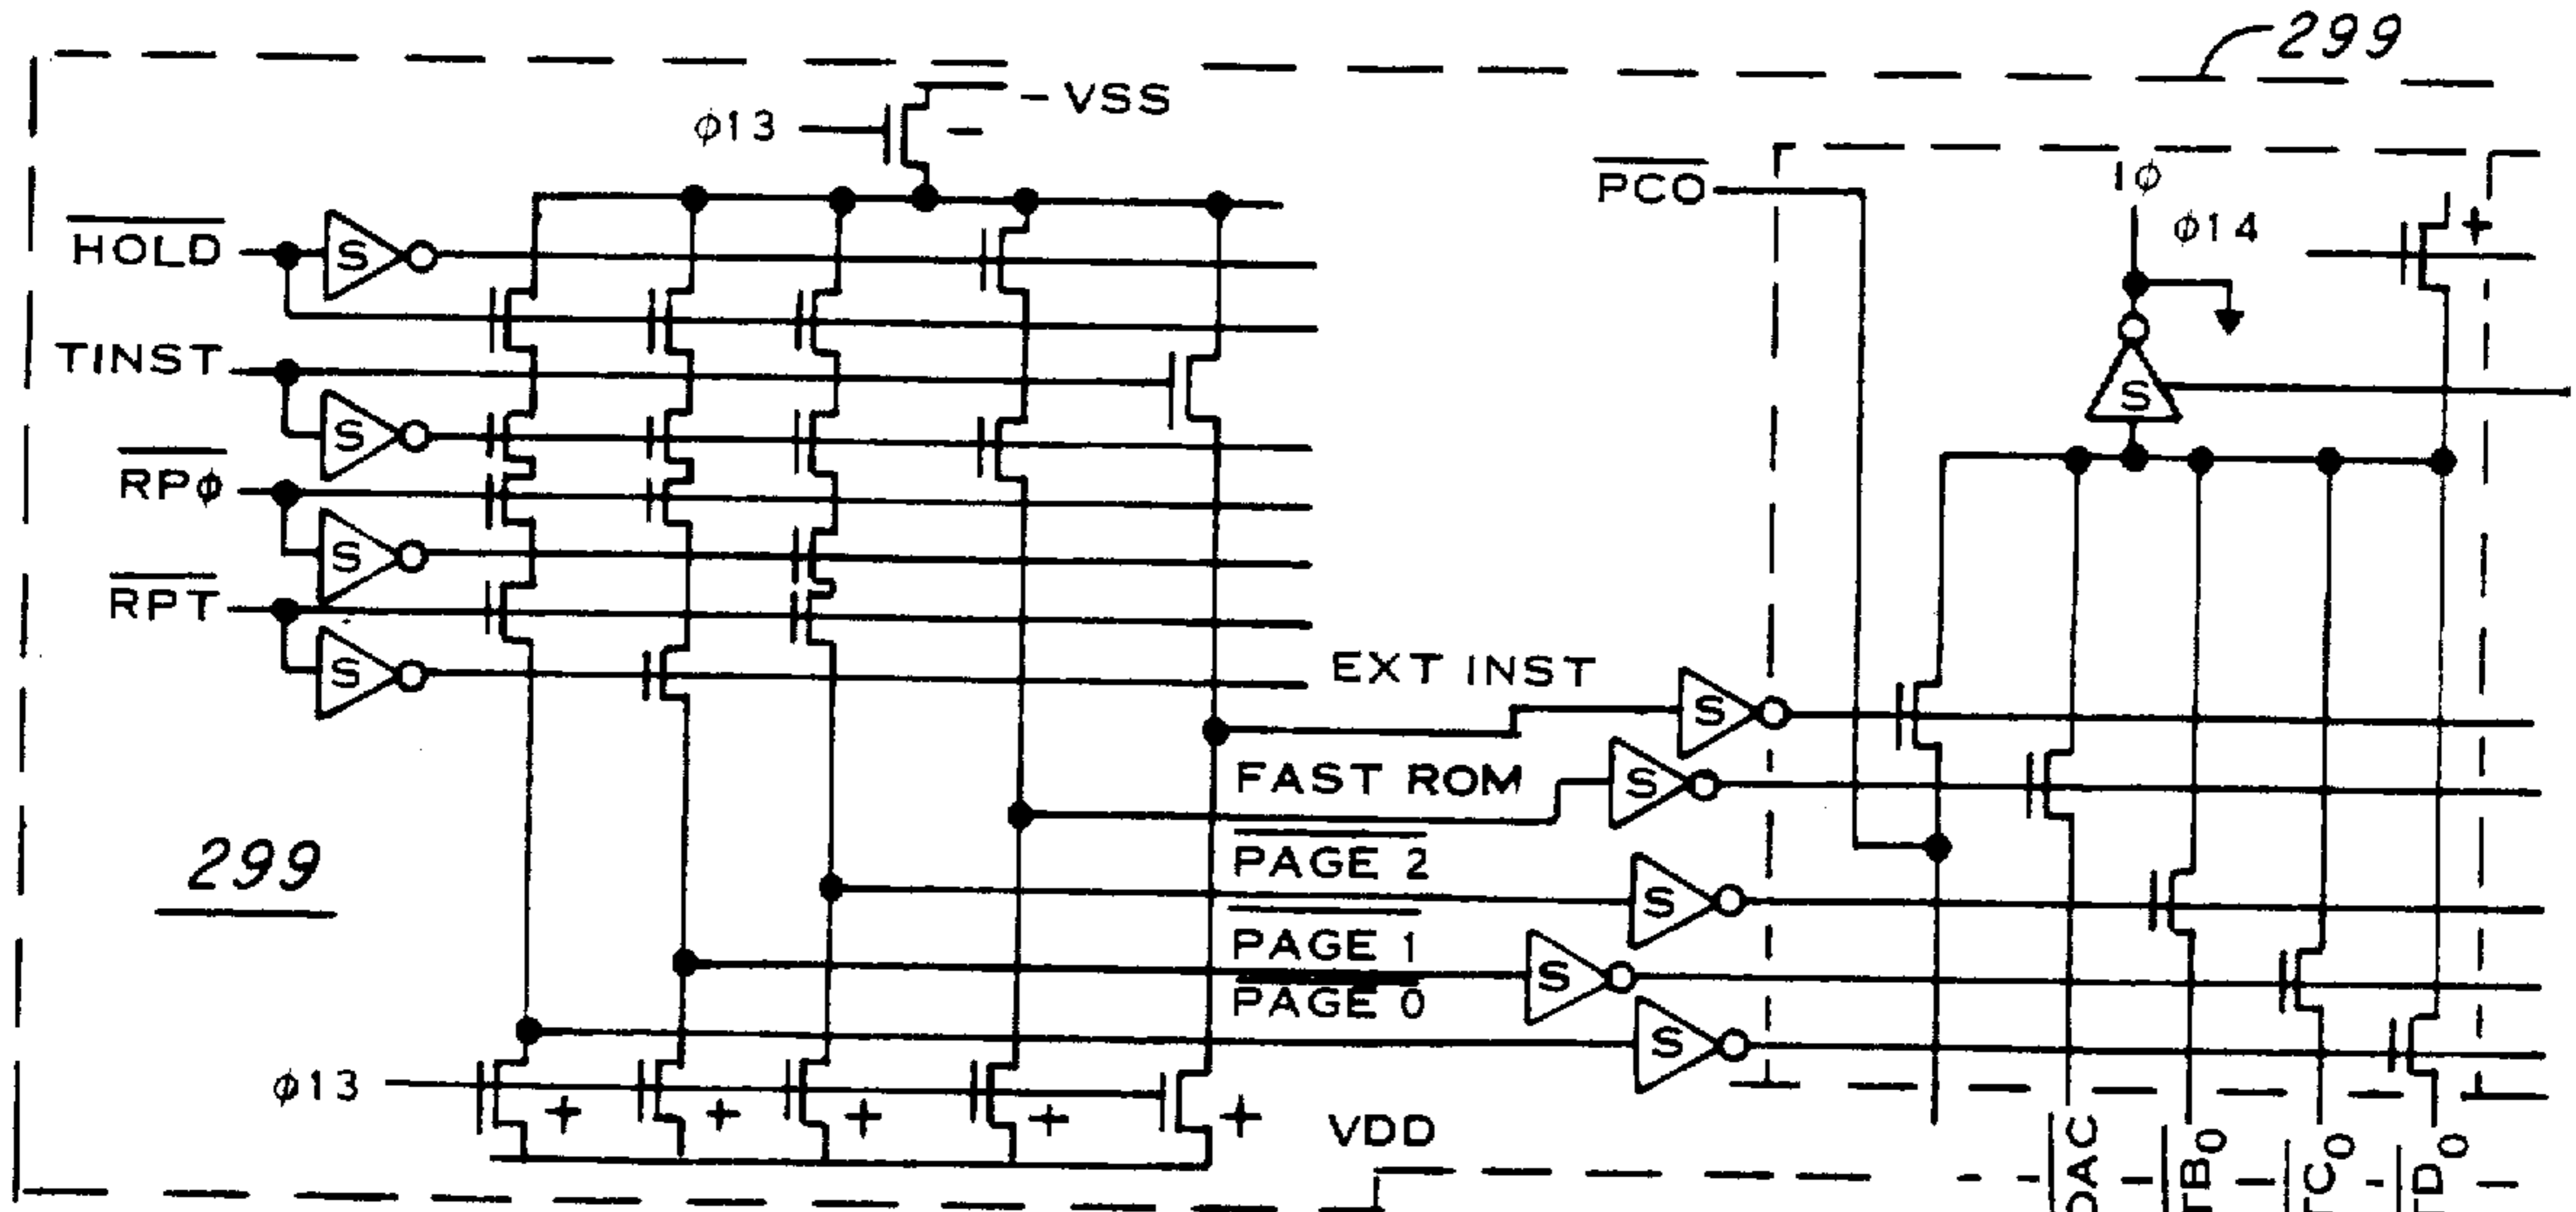 299
-VSS
φ13
-
PCO
Iφ
φ14
+
HOLD
S
TINST
S
S
RPφ
S
RPT
S
EXT INST
S
FAST ROM
S
299
PAGE 2
S
PAGE 1
S
PAGE 0
S
φ13
+
+
+
+
+
VDD
DAC
TB0
TC0
TD0